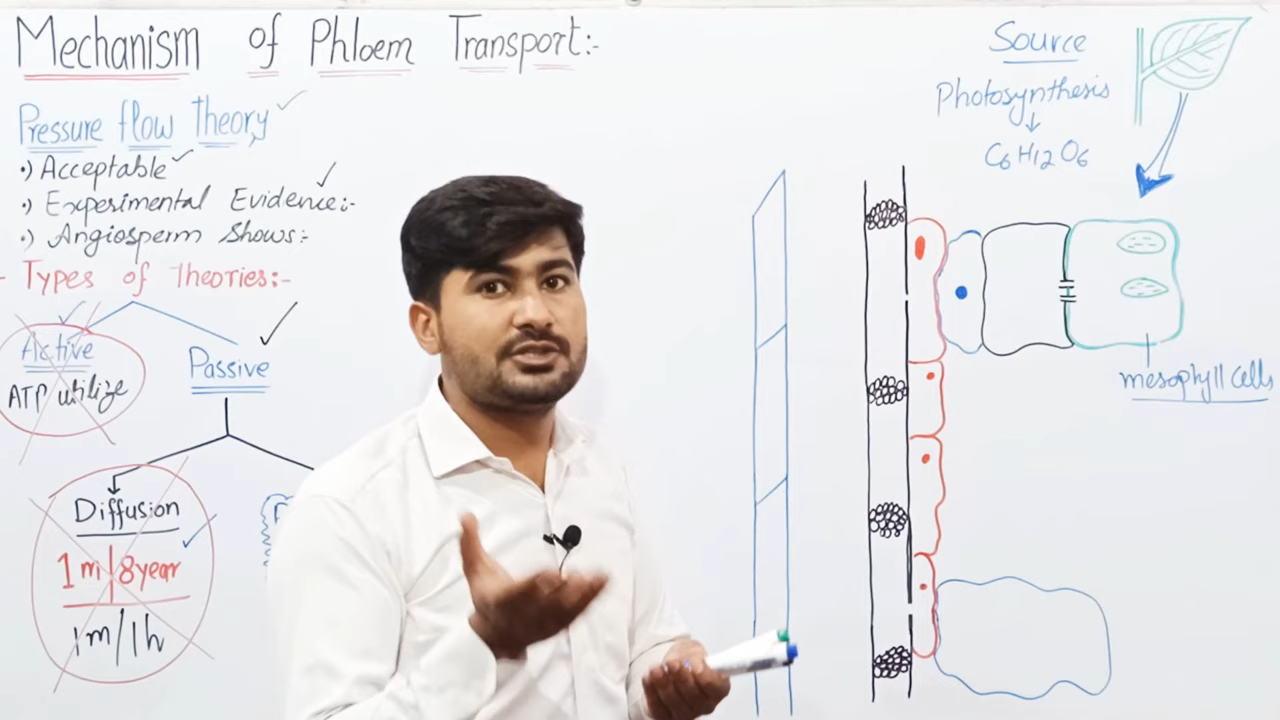 Mechanism of Phloem Transport:-
Pressure flow Theory
•) Acceptable
•) Experimental Evidence:-
•) Angiosperm Shows:-
- Types of Theories:-
Active
ATP utilize
Passive
Diffusion
1m/8year
1m/1h
Source
Photosynthesis
↓
C6H12O6
mesophyll cells